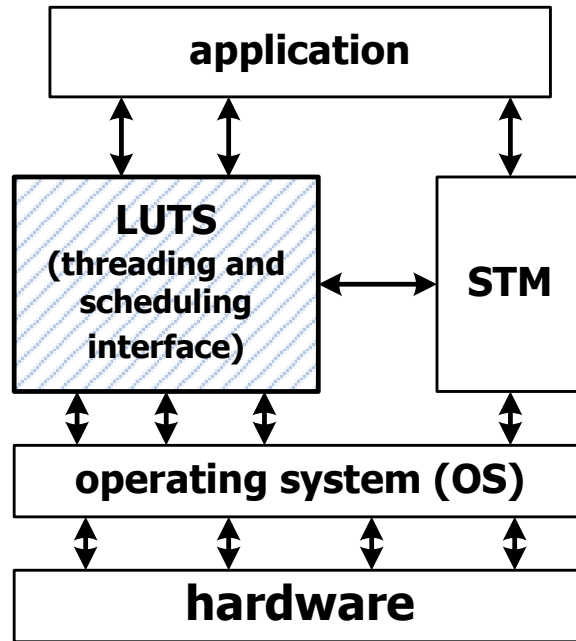 application
LUTS
(threading and
scheduling
interface)
STM
operating system (OS)
hardware